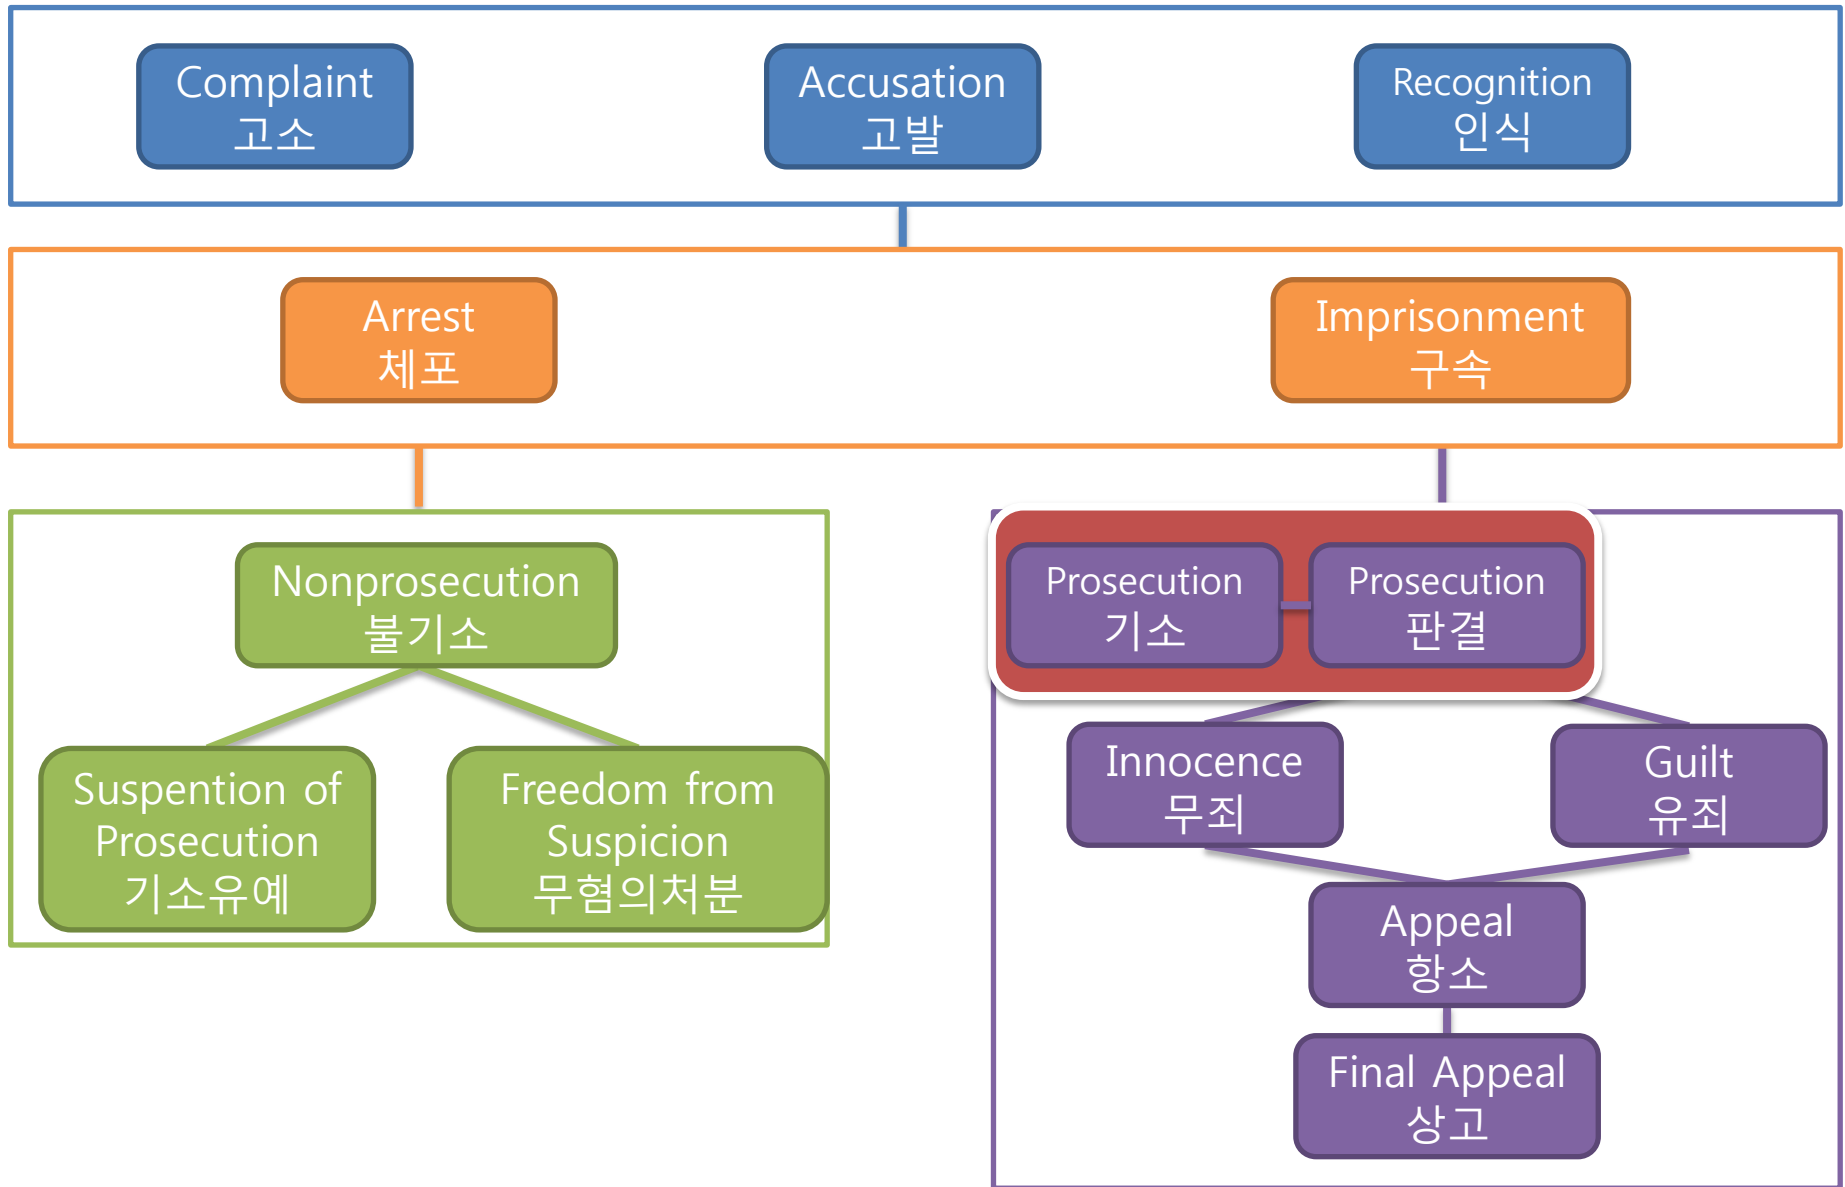 Complaint
고소
Accusation
고발
Recognition
인식
Arrest
체포
Imprisonment
구속
Nonprosecution
불기소
Suspention of
Prosecution
기소유예
Freedom from
Suspicion
무혐의처분
Prosecution
기소
Prosecution
판결
Innocence
무죄
Guilt
유죄
Appeal
항소
Final Appeal
상고